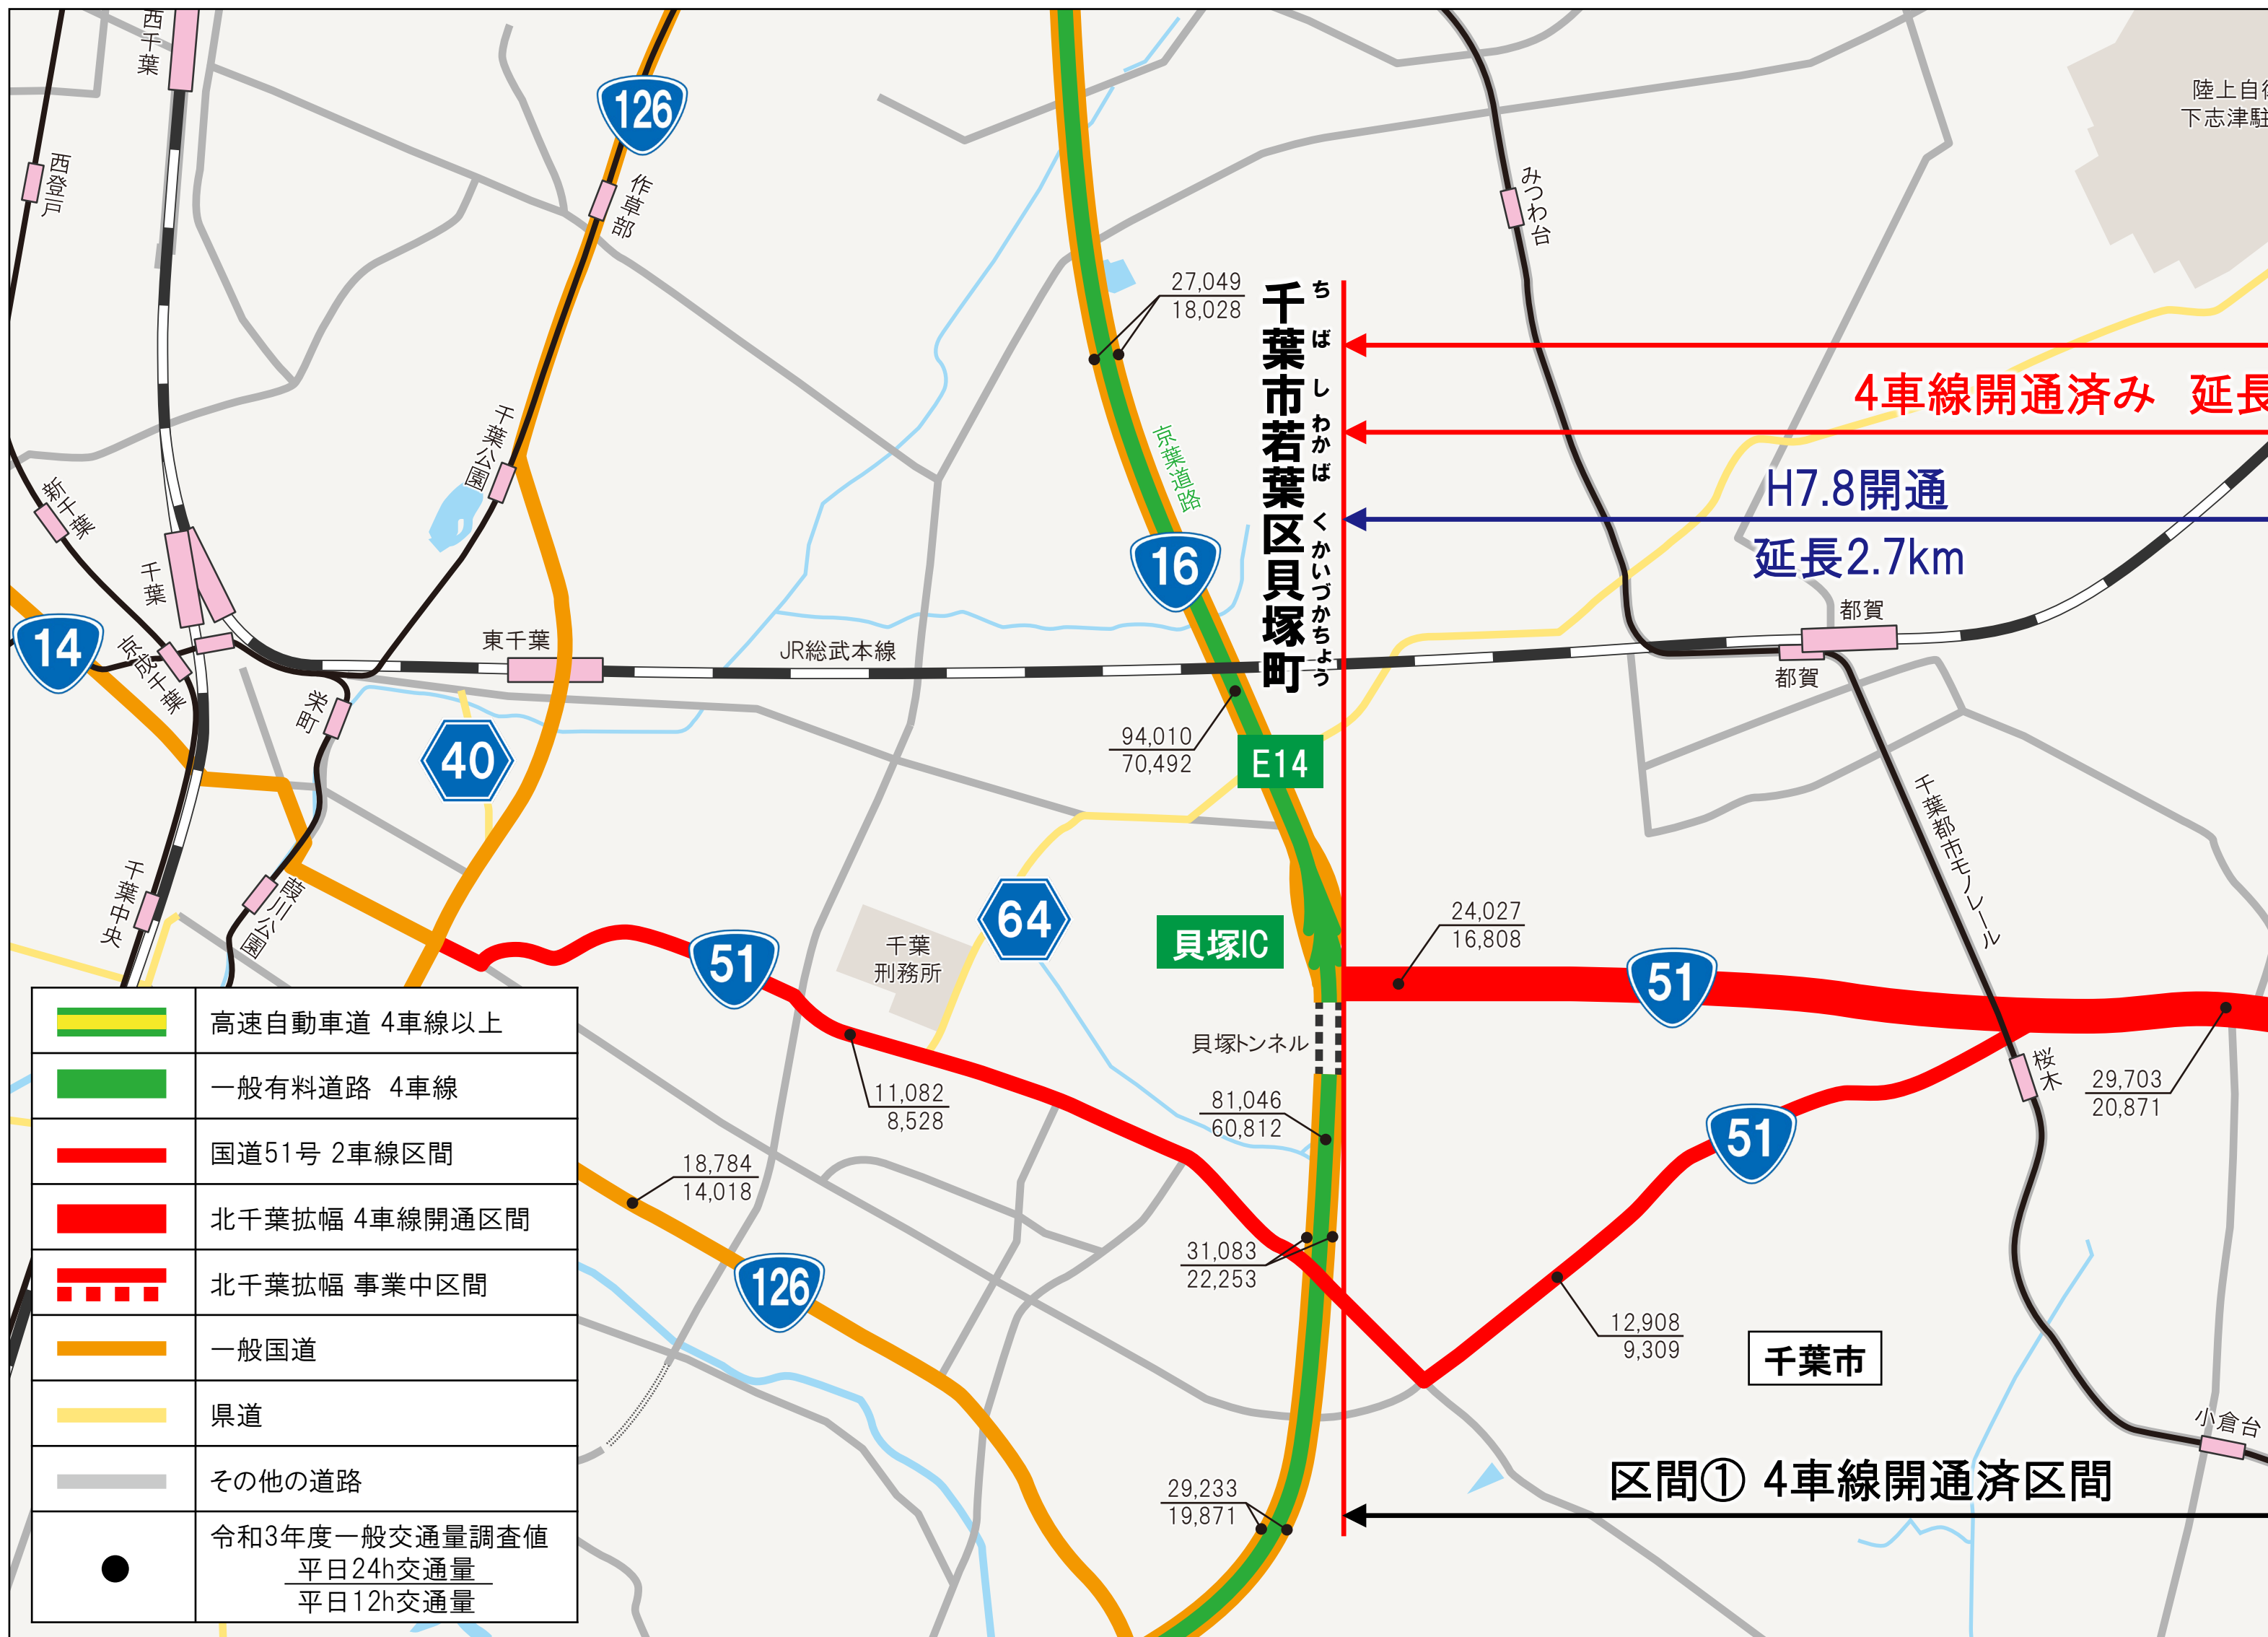 西千葉
126
陸上自衛
下志津駐
西登戸
作草部
みつわ台
27,049
18,028
千葉市若葉区貝塚町
ちばしわかばくかいづかちょう
4車線開通済み 延長
千葉公園
京葉道路
H7.8開通
新千葉
16
延長2.7km
千葉
都賀
14
京成千葉
東千葉
JR総武本線
都賀
栄町
94,010
70,492
40
E14
千葉都市モノレール
千葉中央
葭川公園
64
24,027
16,808
千葉
刑務所
貝塚IC
51
51
貝塚トンネル
桜木
29,703
20,871
11,082
8,528
81,046
60,812
51
18,784
14,018
31,083
22,253
126
12,908
9,309
千葉市
小倉台
区間① 4車線開通済区間
29,233
19,871
高速自動車道 4車線以上
一般有料道路 4車線
国道51号 2車線区間
北千葉拡幅 4車線開通区間
北千葉拡幅 事業中区間
一般国道
県道
その他の道路
令和3年度一般交通量調査値
平日24h交通量
平日12h交通量